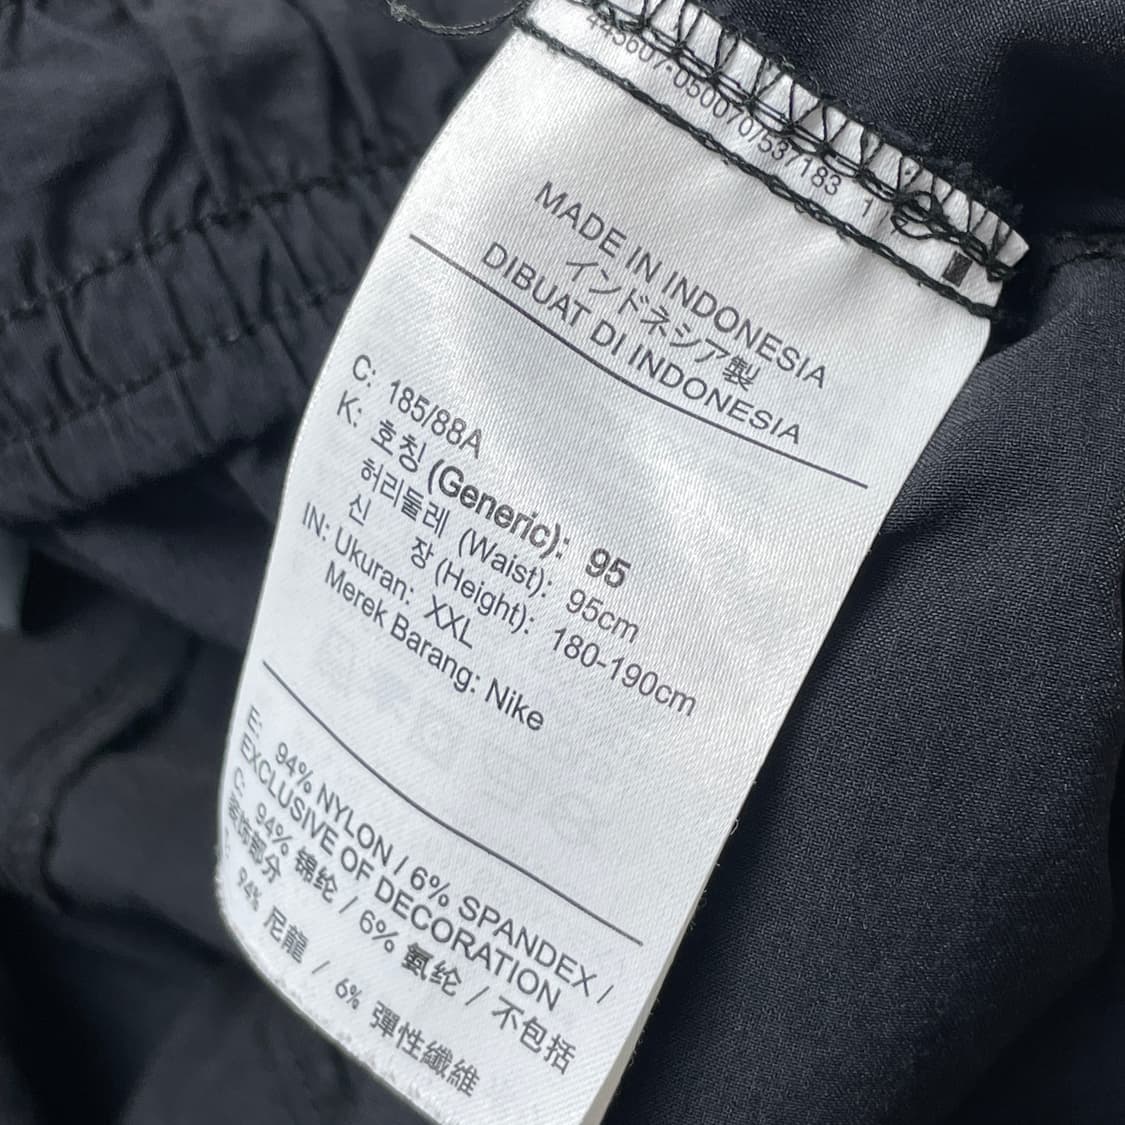 445607-050070/537183 1
MADE IN INDONESIA
インドネシア製
DIBUAT DI INDONESIA
C: 185/88A
K: 호칭 (Generic): 95
허리둘레 (Waist): 95cm
신 장 (Height): 180-190cm
IN: Ukuran: XXL
Merek Barang: Nike
E: 94% NYLON / 6% SPANDEX /
EXCLUSIVE OF DECORATION
C: 94% 锦纶 / 6% 氨纶 / 不包括
装饰部分
94% 尼龍 / 6% 彈性纖維